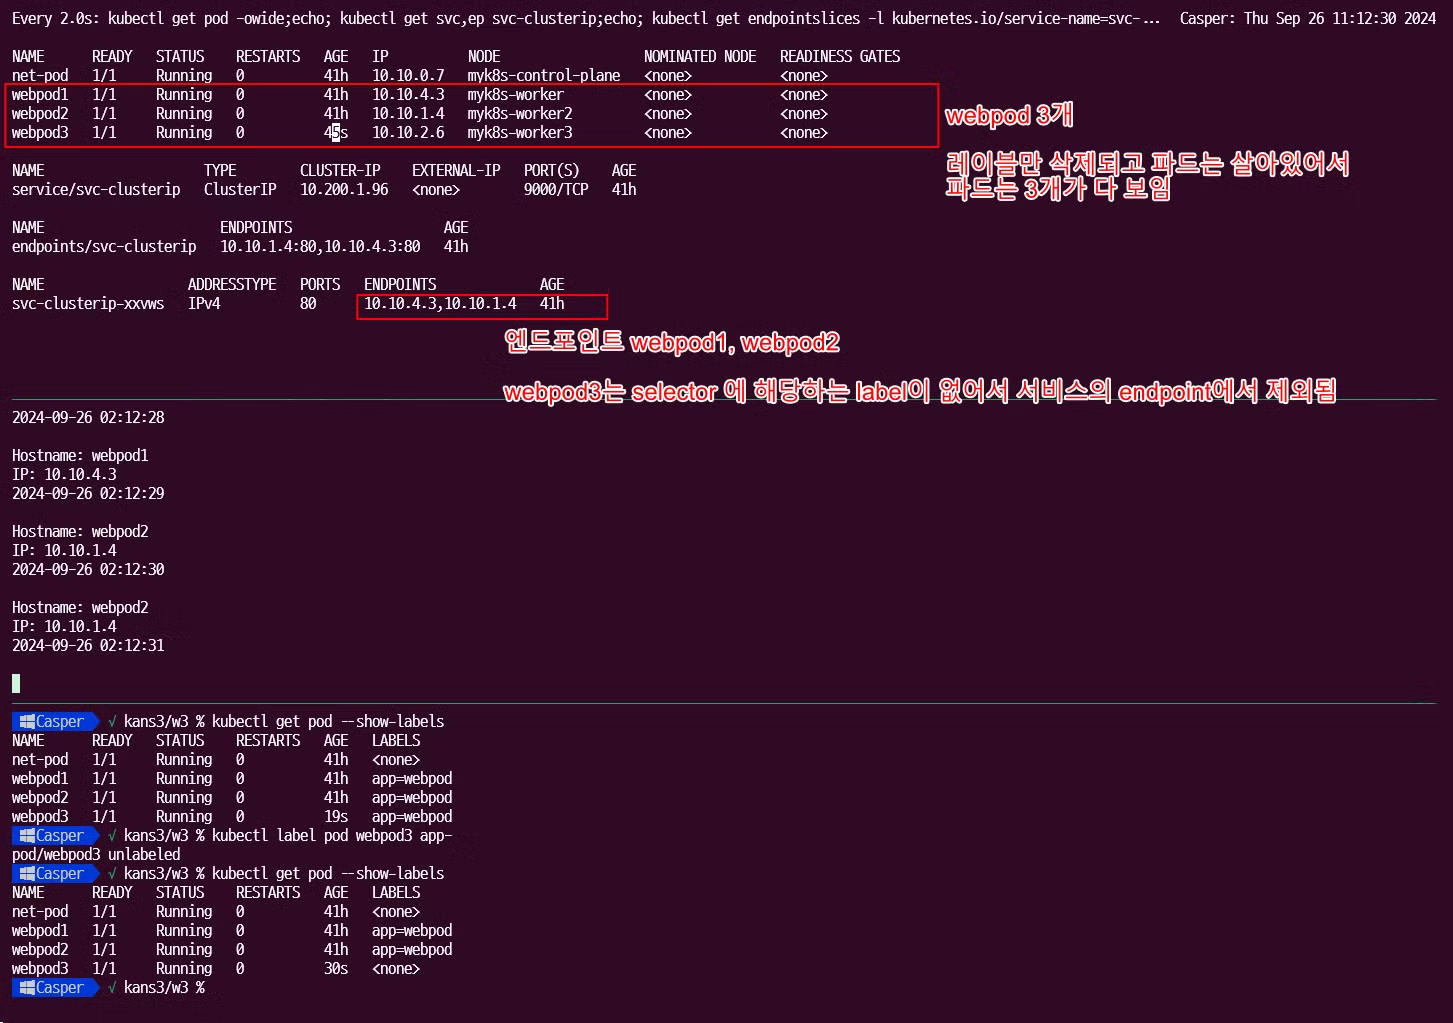 Every 2.0s: kubectl get pod -owide;echo; kubectl get svc,ep svc-clusterip;echo; kubectl get endpointslices -l kubernetes.io/service-name=svc-... Casper: Thu Sep 26 11:12:30 2024
NAME READY STATUS RESTARTS AGE IP NODE NOMINATED NODE READINESS GATES
net-pod 1/1 Running 0 41h 10.10.0.7 myk8s-control-plane <none> <none>
webpod1 1/1 Running 0 41h 10.10.4.3 myk8s-worker <none> <none>
webpod2 1/1 Running 0 41h 10.10.1.4 myk8s-worker2 <none> <none>
webpod3 1/1 Running 0 45s 10.10.2.6 myk8s-worker3 <none> <none>
webpod 3개
레이블만 삭제되고 파드는 살아있어서
파드는 3개가 다 보임
NAME TYPE CLUSTER-IP EXTERNAL-IP PORT(S) AGE
service/svc-clusterip ClusterIP 10.200.1.96 <none> 9000/TCP 41h
NAME ENDPOINTS AGE
endpoints/svc-clusterip 10.10.1.4:80,10.10.4.3:80 41h
NAME ADDRESSTYPE PORTS ENDPOINTS AGE
svc-clusterip-xxvws IPv4 80 10.10.4.3,10.10.1.4 41h
엔드포인트 webpod1, webpod2
webpod3는 selector 에 해당하는 label이 없어서 서비스의 endpoint에서 제외됨
2024-09-26 02:12:28
Hostname: webpod1
IP: 10.10.4.3
2024-09-26 02:12:29
Hostname: webpod2
IP: 10.10.1.4
2024-09-26 02:12:30
Hostname: webpod2
IP: 10.10.1.4
2024-09-26 02:12:31
Casper √ kans3/w3 % kubectl get pod --show-labels
NAME READY STATUS RESTARTS AGE LABELS
net-pod 1/1 Running 0 41h <none>
webpod1 1/1 Running 0 41h app=webpod
webpod2 1/1 Running 0 41h app=webpod
webpod3 1/1 Running 0 19s app=webpod
Casper √ kans3/w3 % kubectl label pod webpod3 app-
pod/webpod3 unlabeled
Casper √ kans3/w3 % kubectl get pod --show-labels
NAME READY STATUS RESTARTS AGE LABELS
net-pod 1/1 Running 0 41h <none>
webpod1 1/1 Running 0 41h app=webpod
webpod2 1/1 Running 0 41h app=webpod
webpod3 1/1 Running 0 30s <none>
Casper √ kans3/w3 %